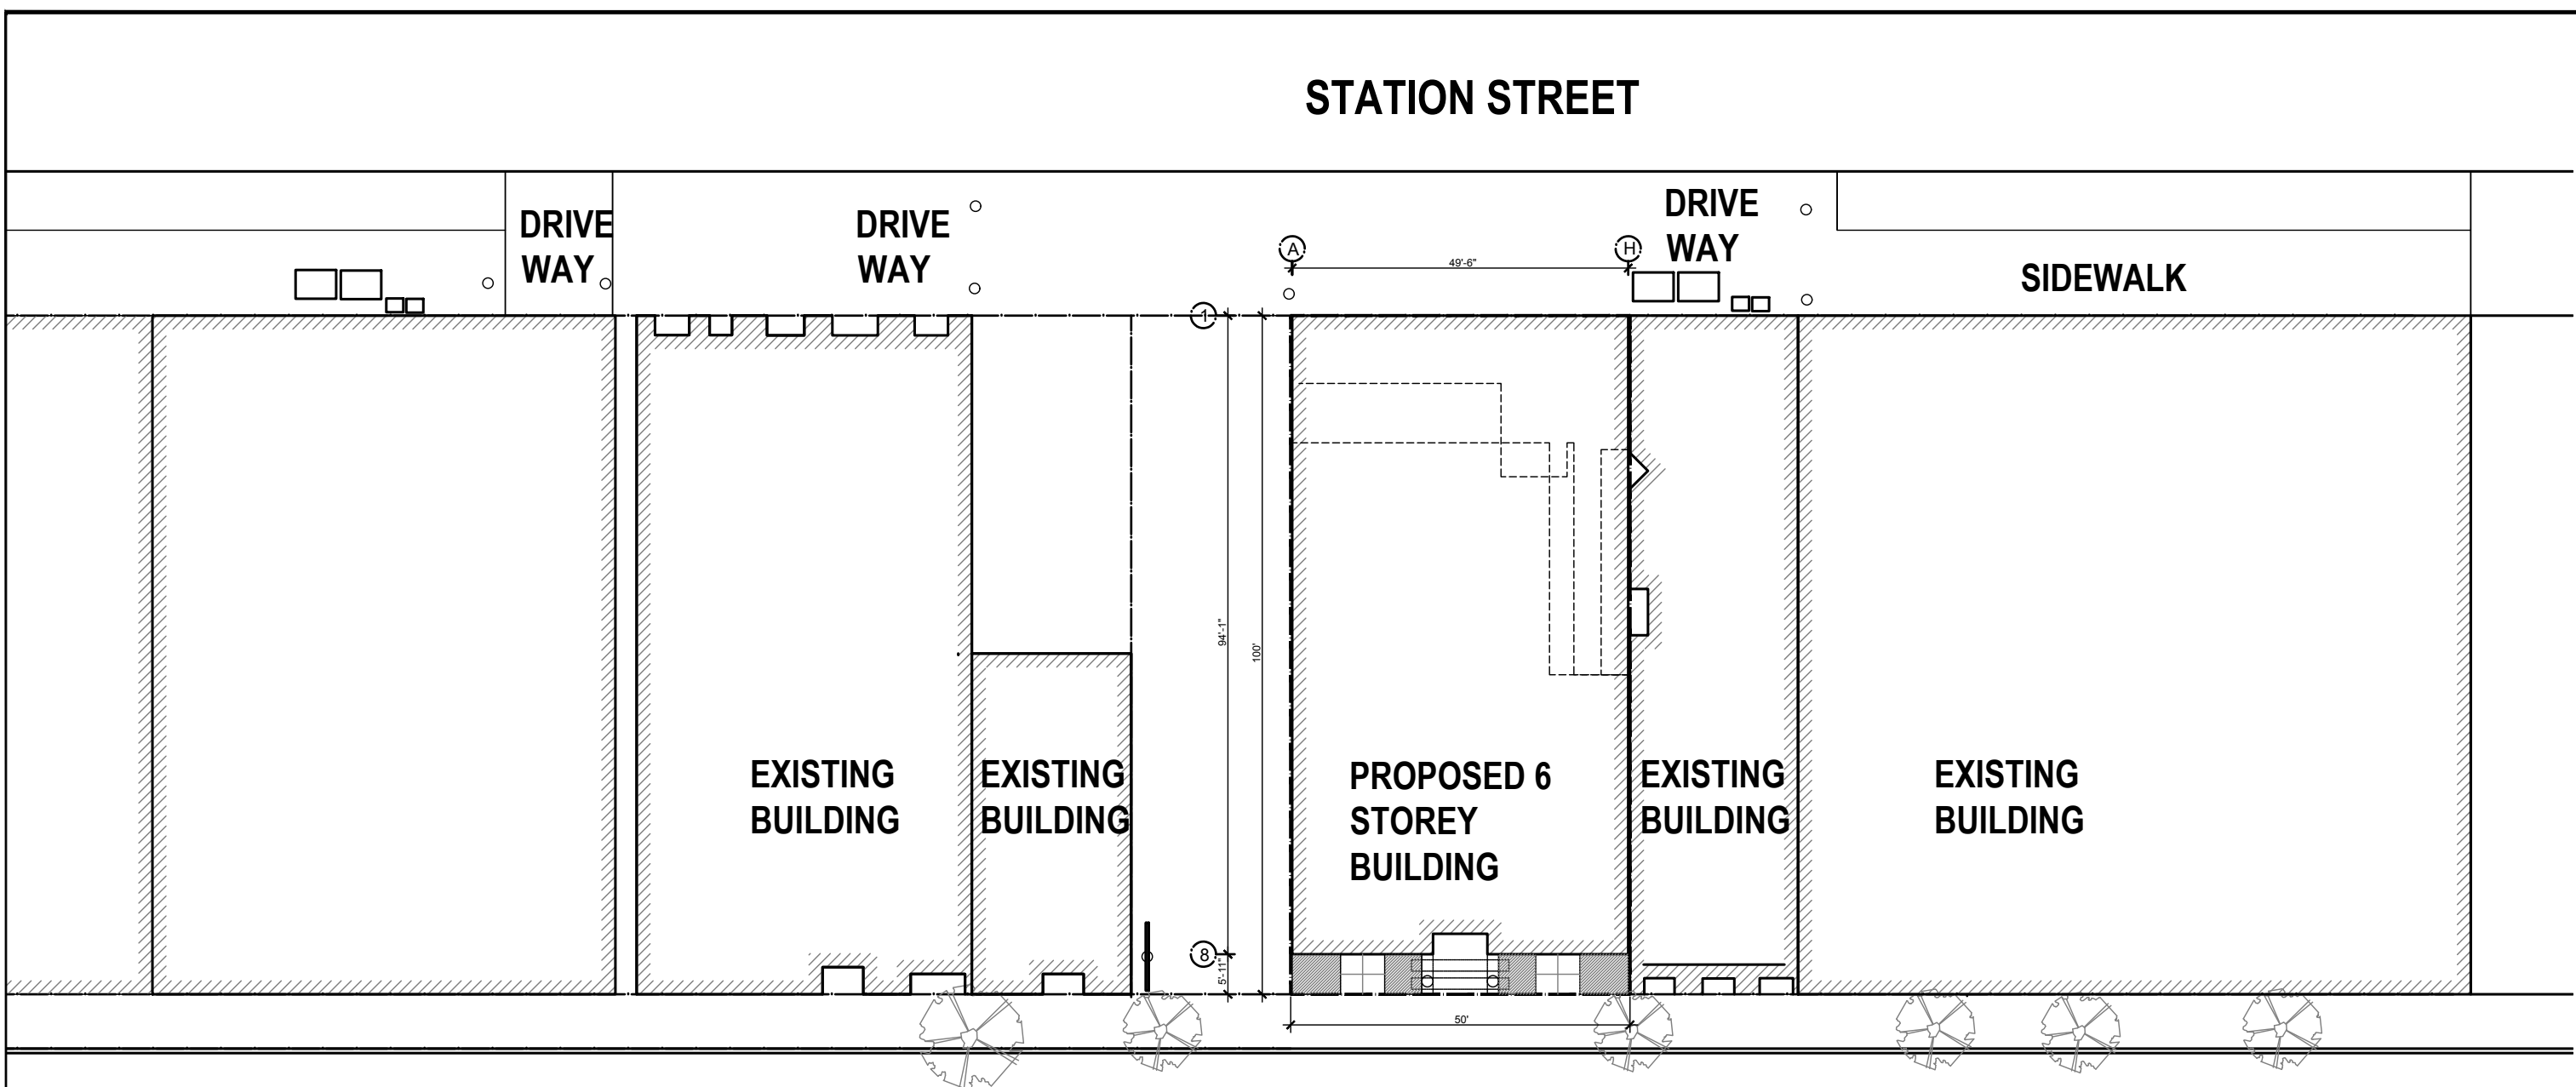 STATION STREET
DRIVE
WAY
DRIVE
WAY
DRIVE
WAY
A
H
49'-6"
SIDEWALK
1
94'-1"
100'
EXISTING
BUILDING
EXISTING
BUILDING
PROPOSED 6
STOREY
BUILDING
EXISTING
BUILDING
EXISTING
BUILDING
8
5'-11"
50'